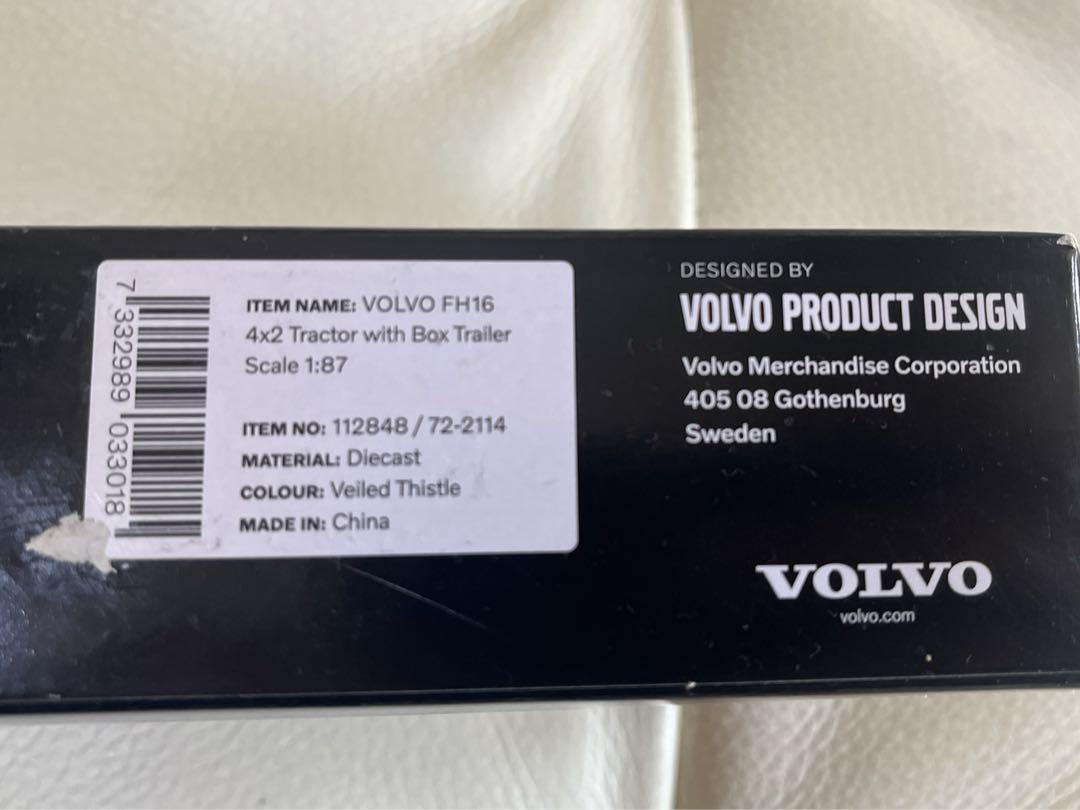 7 332989 033018
ITEM NAME: VOLVO FH16
4x2 Tractor with Box Trailer
Scale 1:87
ITEM NO: 112848 / 72-2114
MATERIAL: Diecast
COLOUR: Veiled Thistle
MADE IN: China
DESIGNED BY
VOLVO PRODUCT DESIGN
Volvo Merchandise Corporation
405 08 Gothenburg
Sweden
VOLVO
volvo.com